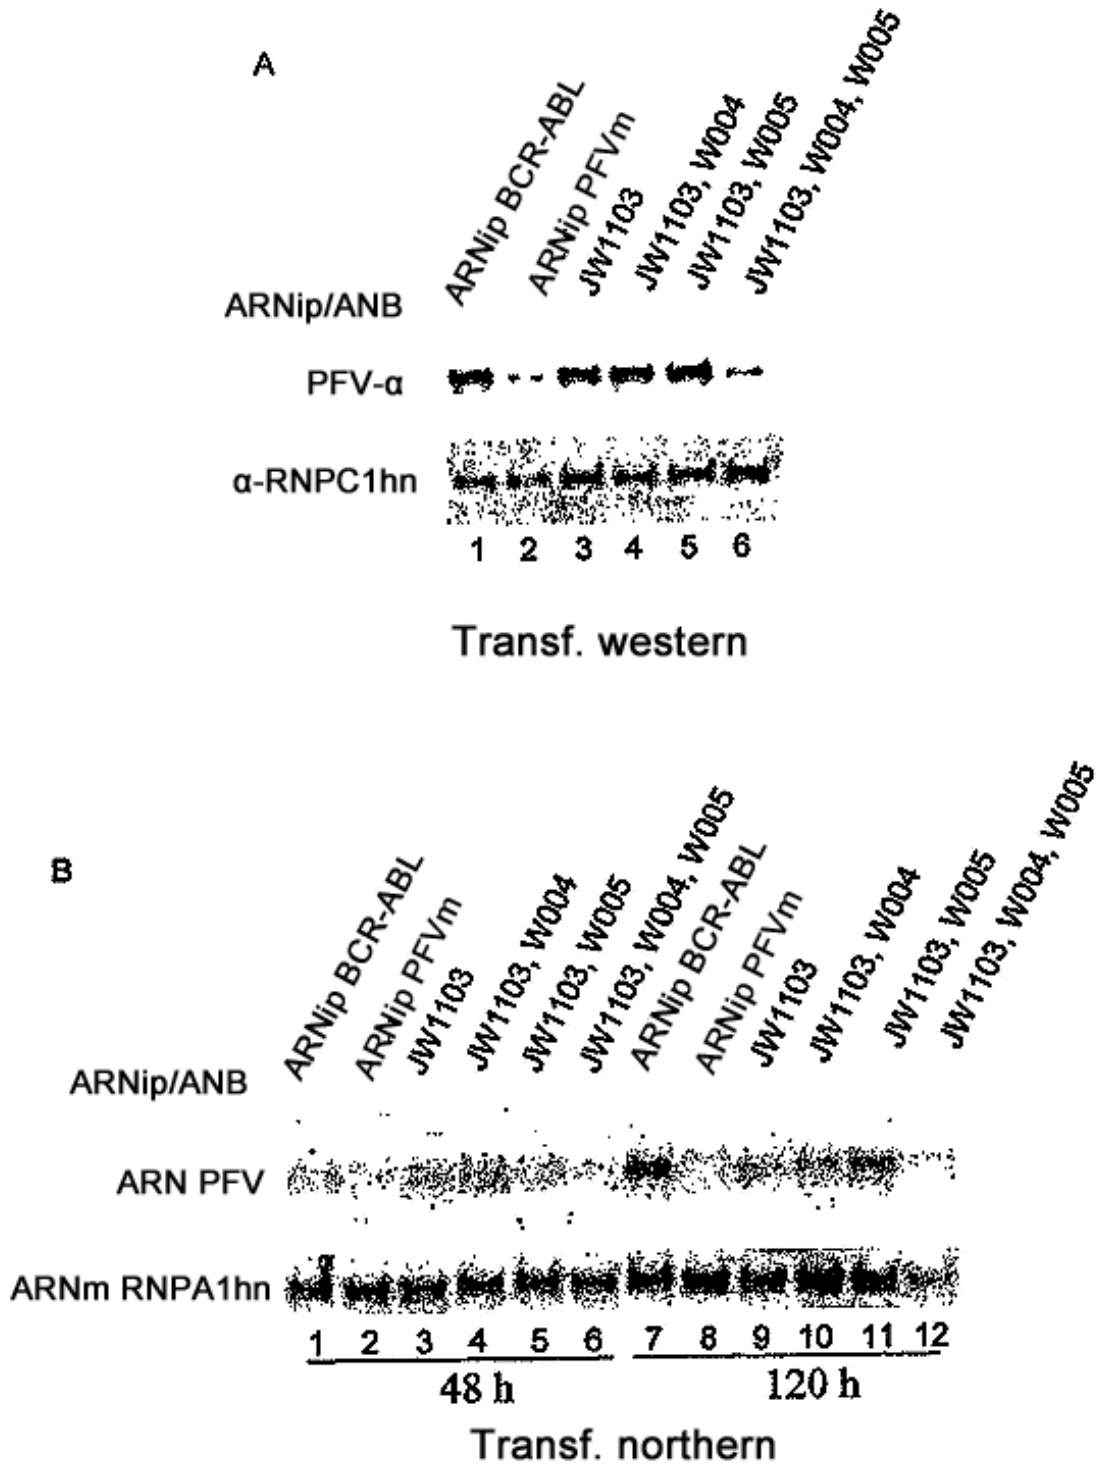 A
ARNip BCR-ABL
ARNip PFVm
JW1103
JW1103, W004
JW1103, W005
JW1103, W004, W005
ARNip/ANB
PFV-α
α-RNPC1hn
1 2 3 4 5 6
Transf. western
B
ARNip BCR-ABL
ARNip PFVm
JW1103
JW1103, W004
JW1103, W005
JW1103, W004, W005
ARNip BCR-ABL
ARNip PFVm
JW1103
JW1103, W004
JW1103, W005
JW1103, W004, W005
ARNip/ANB
ARN PFV
ARNm RNPA1hn
1 2 3 4 5 6 7 8 9 10 11 12
48 h 120 h
Transf. northern